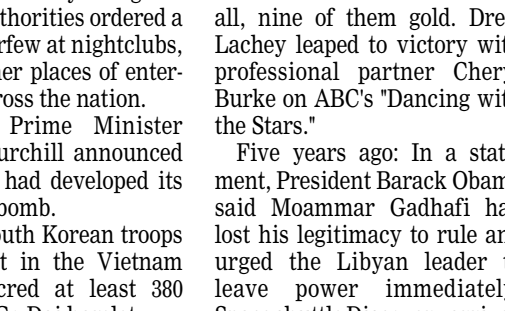 thorities ordered a
rfew at nightclubs,
her places of enter-
ross the nation.
Prime Minister
urchill announced
had developed its
bomb.
outh Korean troops
t in the Vietnam
cred at least 380
all, nine of them gold. Dre
Lachey leaped to victory wit
professional partner Chery
Burke on ABC's "Dancing wit
the Stars."
Five years ago: In a stat
ment, President Barack Obam
said Moammar Gadhafi ha
lost his legitimacy to rule an
urged the Libyan leader t
leave power immediately